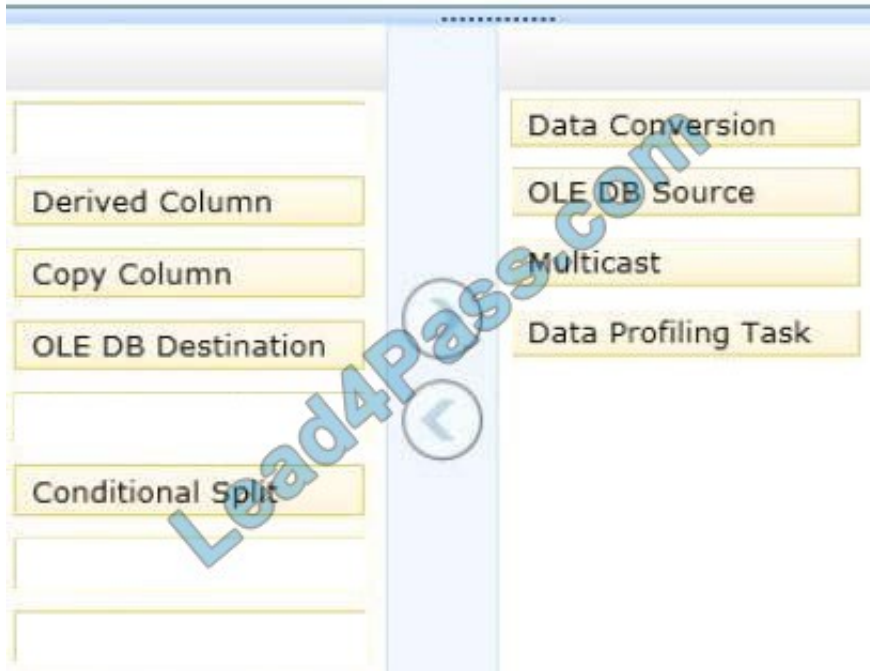 Derived Column
Copy Column
OLE DB Destination
Conditional Split
Data Conversion
OLE DB Source
Multicast
Data Profiling Task
Lead4Pass.com